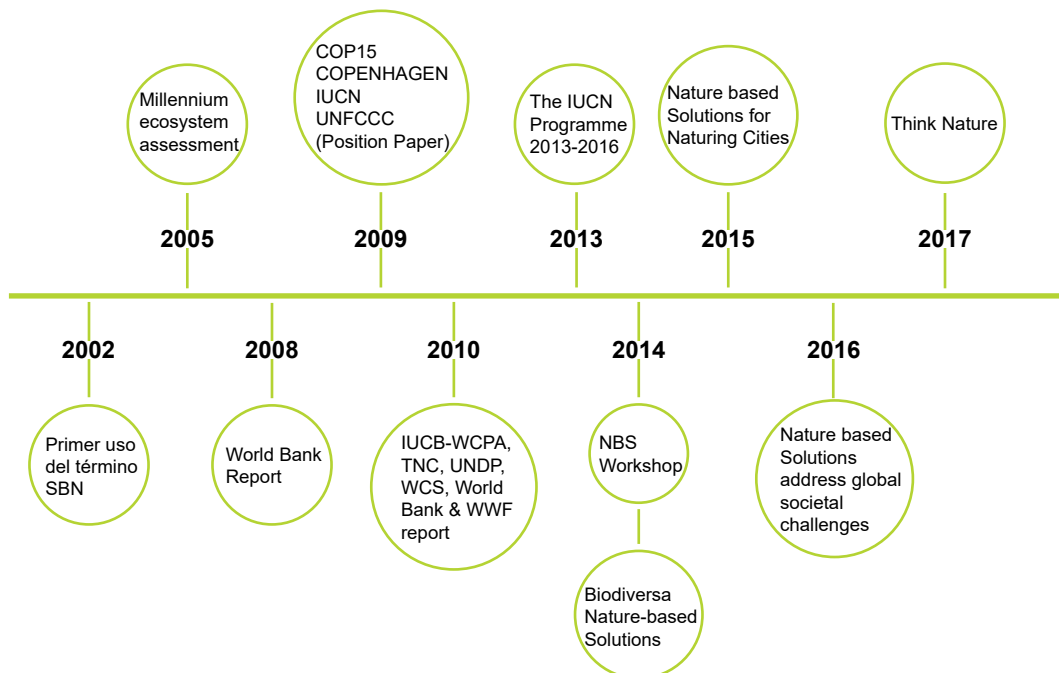 Millennium
ecosystem
assessment
COP15
COPENHAGEN
IUCN
UNFCCC
(Position Paper)
The IUCN
Programme
2013-2016
Nature based
Solutions for
Naturing Cities
Think Nature
2005
2009
2013
2015
2017
2002
2008
2010
2014
2016
Primer uso
del término
SBN
World Bank
Report
IUCB-WCPA,
TNC, UNDP,
WCS, World
Bank & WWF
report
NBS
Workshop
Biodiversa
Nature-based
Solutions
Nature based
Solutions
address global
societal
challenges